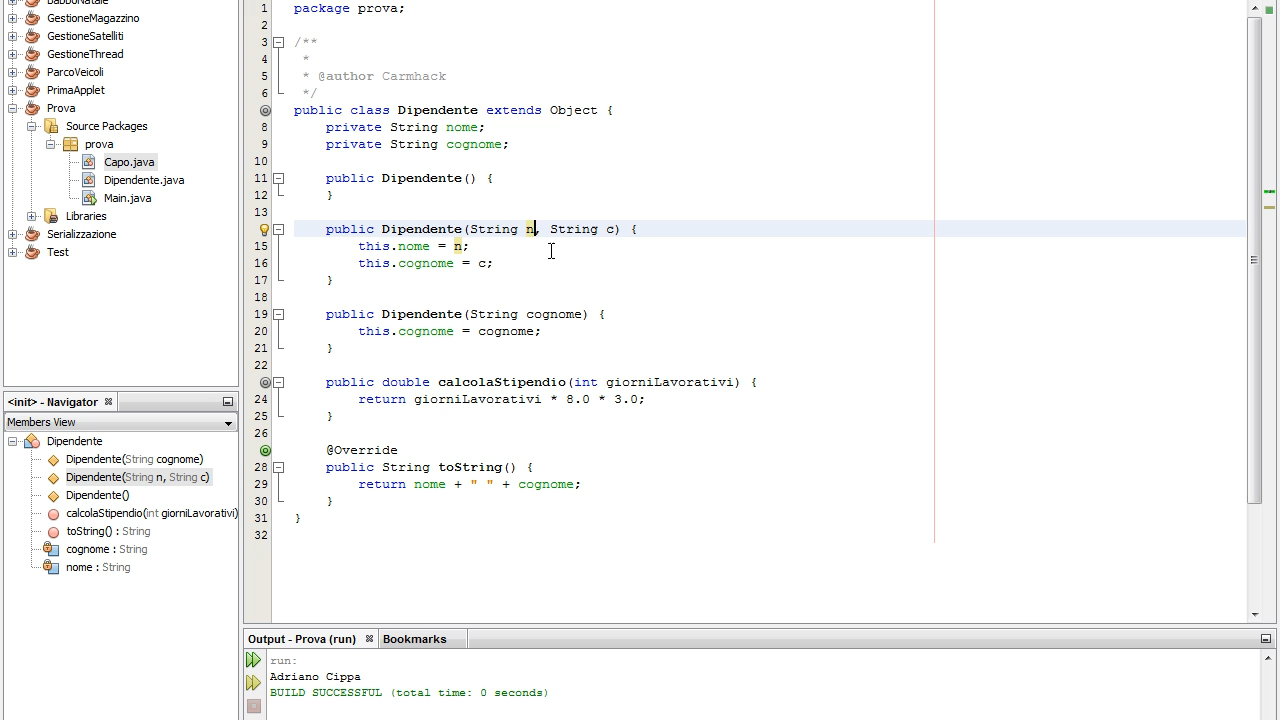 BabboNatale
GestioneMagazzino
GestioneSatelliti
GestioneThread
ParcoVeicoli
PrimaApplet
Prova
Source Packages
prova
Capo.java
Dipendente.java
Main.java
Libraries
Serializzazione
Test
<init> - Navigator
Members View
Dipendente
Dipendente(String cognome)
Dipendente(String n, String c)
Dipendente()
calcolaStipendio(int giorniLavorativi)
toString() : String
cognome : String
nome : String
1 package prova;
2
3 /**
4 *
5 * @author Carmhack
6 */
public class Dipendente extends Object {
8 private String nome;
9 private String cognome;
10
11 public Dipendente() {
12 }
13
public Dipendente(String n, String c) {
15 this.nome = n;
16 this.cognome = c;
17 }
18
19 public Dipendente(String cognome) {
20 this.cognome = cognome;
21 }
22
public double calcolaStipendio(int giorniLavorativi) {
24 return giorniLavorativi * 8.0 * 3.0;
25 }
26
@Override
28 public String toString() {
29 return nome + " " + cognome;
30 }
31 }
32
Output - Prova (run)
Bookmarks
run:
Adriano Cippa
BUILD SUCCESSFUL (total time: 0 seconds)